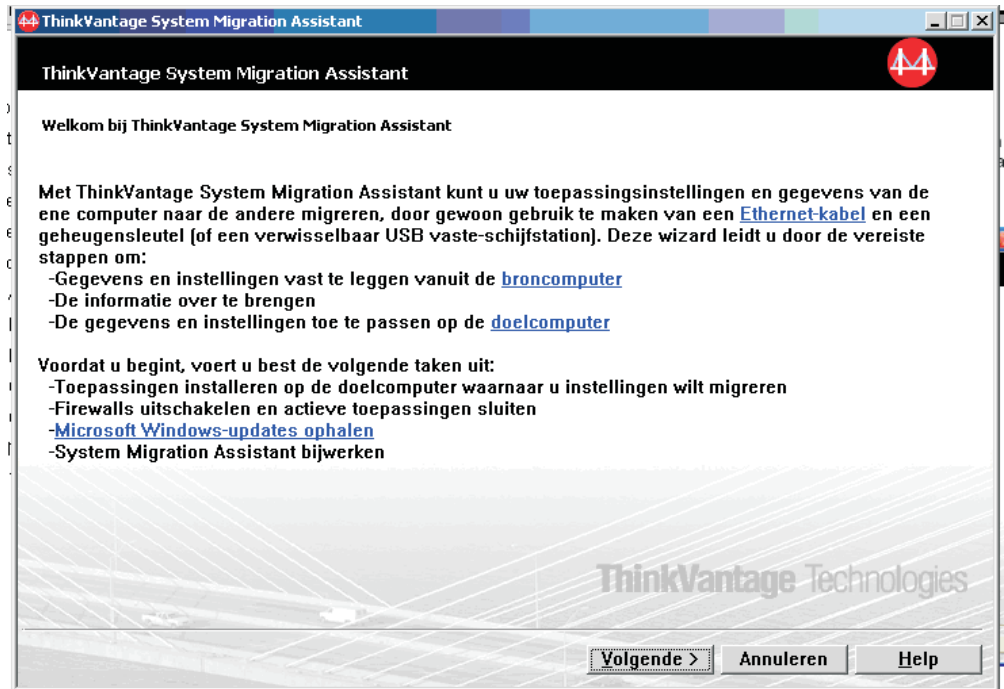 ThinkVantage System Migration Assistant
ThinkVantage System Migration Assistant
Welkom bij ThinkVantage System Migration Assistant
Met ThinkVantage System Migration Assistant kunt u uw toepassingsinstellingen en gegevens van de
ene computer naar de andere migreren, door gewoon gebruik te maken van een Ethernet-kabel en een
geheugensleutel (of een verwisselbaar USB vaste-schijfstation). Deze wizard leidt u door de vereiste
stappen om:
-Gegevens en instellingen vast te leggen vanuit de broncomputer
-De informatie over te brengen
-De gegevens en instellingen toe te passen op de doelcomputer
Voordat u begint, voert u best de volgende taken uit:
-Toepassingen installeren op de doelcomputer waarnaar u instellingen wilt migreren
-Firewalls uitschakelen en actieve toepassingen sluiten
-Microsoft Windows-updates ophalen
-System Migration Assistant bijwerken
ThinkVantage Technologies
Volgende > Annuleren Help